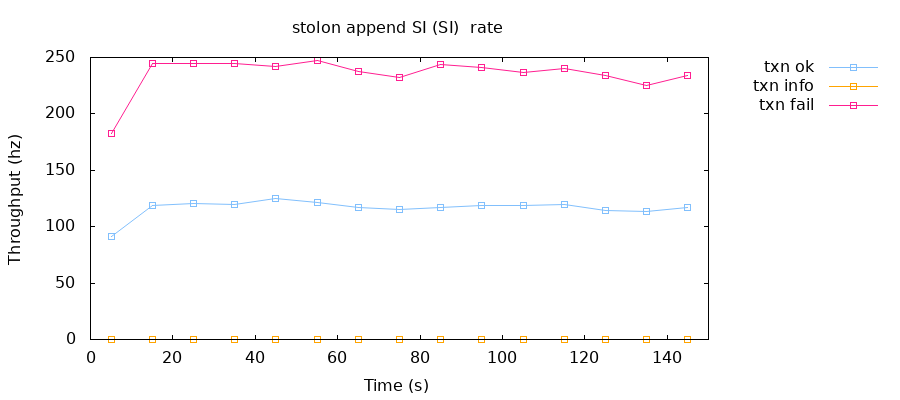 stolon append SI (SI)  rate
250
200
150
100
50
0
Throughput (hz)
0 20 40 60 80 100 120 140
Time (s)
txn ok
txn info
txn fail